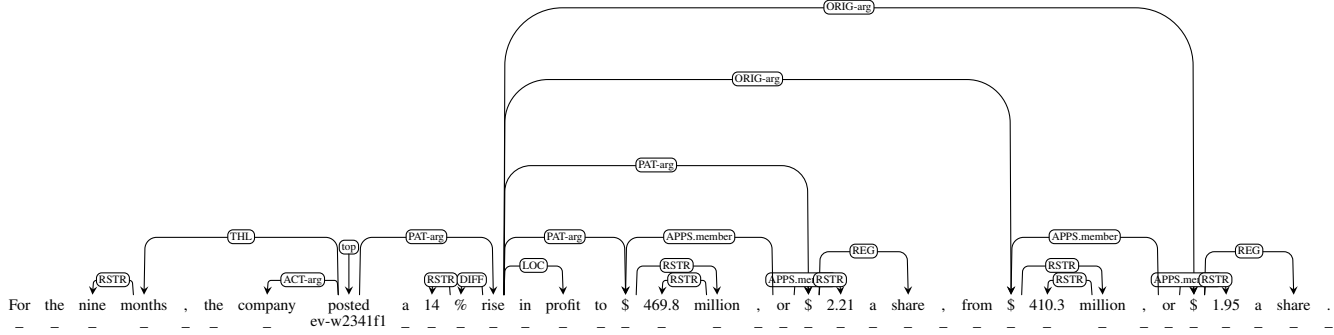 ORIG-arg
ORIG-arg
PAT-arg
THL top PAT-arg PAT-arg APPS.member REG APPS.member REG
RSTR ACT-arg RSTR DIFF LOC RSTR RSTR RSTR RSTR RSTR RSTR
For the nine months , the company posted a 14 % rise in profit to $ 469.8 million , or $ 2.21 a share , from $ 410.3 million , or $ 1.95 a share .
_ _ _ _ _ _ _ ev-w2341f1 _ _ _ _ _ _ _ _ _ _ _ _ _ _ _ _ _ _ _ _ _ _ _ _ _ _ _ _